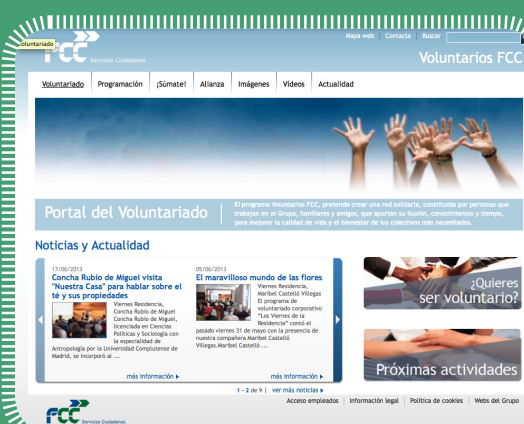 Mapa web | Contacta | Buscar
Voluntariado
FCC
Servicios Ciudadanos
Voluntarios FCC
Voluntariado
Programación
¡Súmate!
Alianza
Imágenes
Vídeos
Actualidad
Portal del Voluntariado
El programa Voluntarios FCC, pretende crear una red solidaria, constituida por personas que
trabajan en el Grupo, familiares y amigos, que aportan su ilusión, conocimientos y tiempo,
para mejorar la calidad de vida y el bienestar de los colectivos más necesitados.
Noticias y Actualidad
17/06/2013
Concha Rubio de Miguel visita
"Nuestra Casa" para hablar sobre el
té y sus propiedades
Viernes Residencia,
Concha Rubio de Miguel
Concha Rubio de Miguel,
licenciada en Ciencias
Políticas y Sociología con
la especialidad de
Antropología por la Universidad Complutense de
Madrid, se incorporó al ...
más información
05/06/2013
El maravilloso mundo de las flores
Viernes Residencia,
Maribel Castelló Villegas
El programa de
voluntariado corporativo
"Los Viernes de la
Residencia" contó el
pasado viernes 31 de mayo con la presencia de
nuestra compañera Maribel Castelló
Villegas.Maribel Castelló ...
más información
1 - 2 de 9 | ver más noticias
¿Quieres
ser voluntario?
Próximas actividades
Acceso empleados | Información legal | Política de cookies | Webs del Grupo
FCC
Servicios Ciudadanos